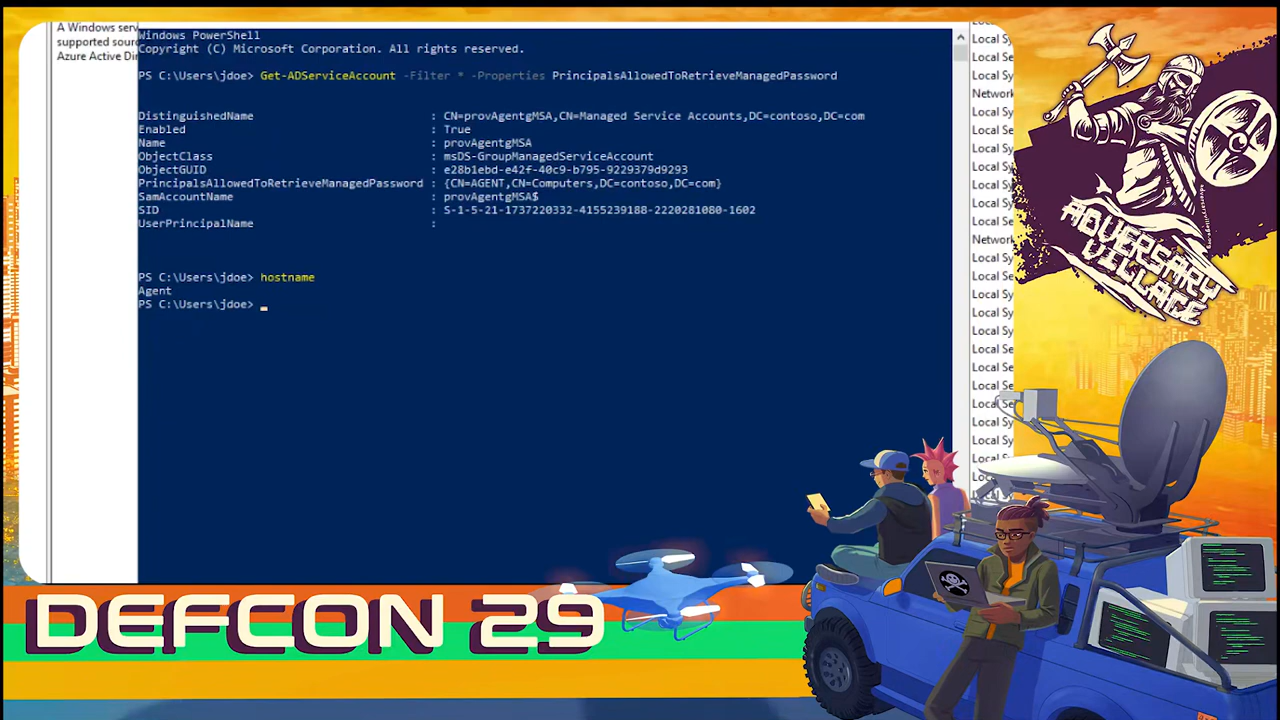 A Windows servi
supported sourc
Azure Active Dir
Windows PowerShell
Copyright (C) Microsoft Corporation. All rights reserved.
PS C:\Users\jdoe> Get-ADServiceAccount -Filter * -Properties PrincipalsAllowedToRetrieveManagedPassword
DistinguishedName : CN=provAgentgMSA,CN=Managed Service Accounts,DC=contoso,DC=com
Enabled : True
Name : provAgentgMSA
ObjectClass : msDS-GroupManagedServiceAccount
ObjectGUID : e28b1ebd-e42f-40c9-b795-9229379d9293
PrincipalsAllowedToRetrieveManagedPassword : {CN=AGENT,CN=Computers,DC=contoso,DC=com}
SamAccountName : provAgentgMSA$
SID : S-1-5-21-1737220332-4155239188-2220281080-1602
UserPrincipalName :
PS C:\Users\jdoe> hostname
Agent
PS C:\Users\jdoe>
Local Sy
Local Sy
Local Se
Network
Local Sy
Local Sy
Local Se
Local Sy
Local Se
Local Sy
Local Sy
Network
Local Se
Local Sy
Local Se
Local Sy
Local Sy
Local Se
Local Se
Local Se
Local Sy
Local Sy
Local Sy
Local S
ADVERSARY
VILLAGE
DEFCON 29